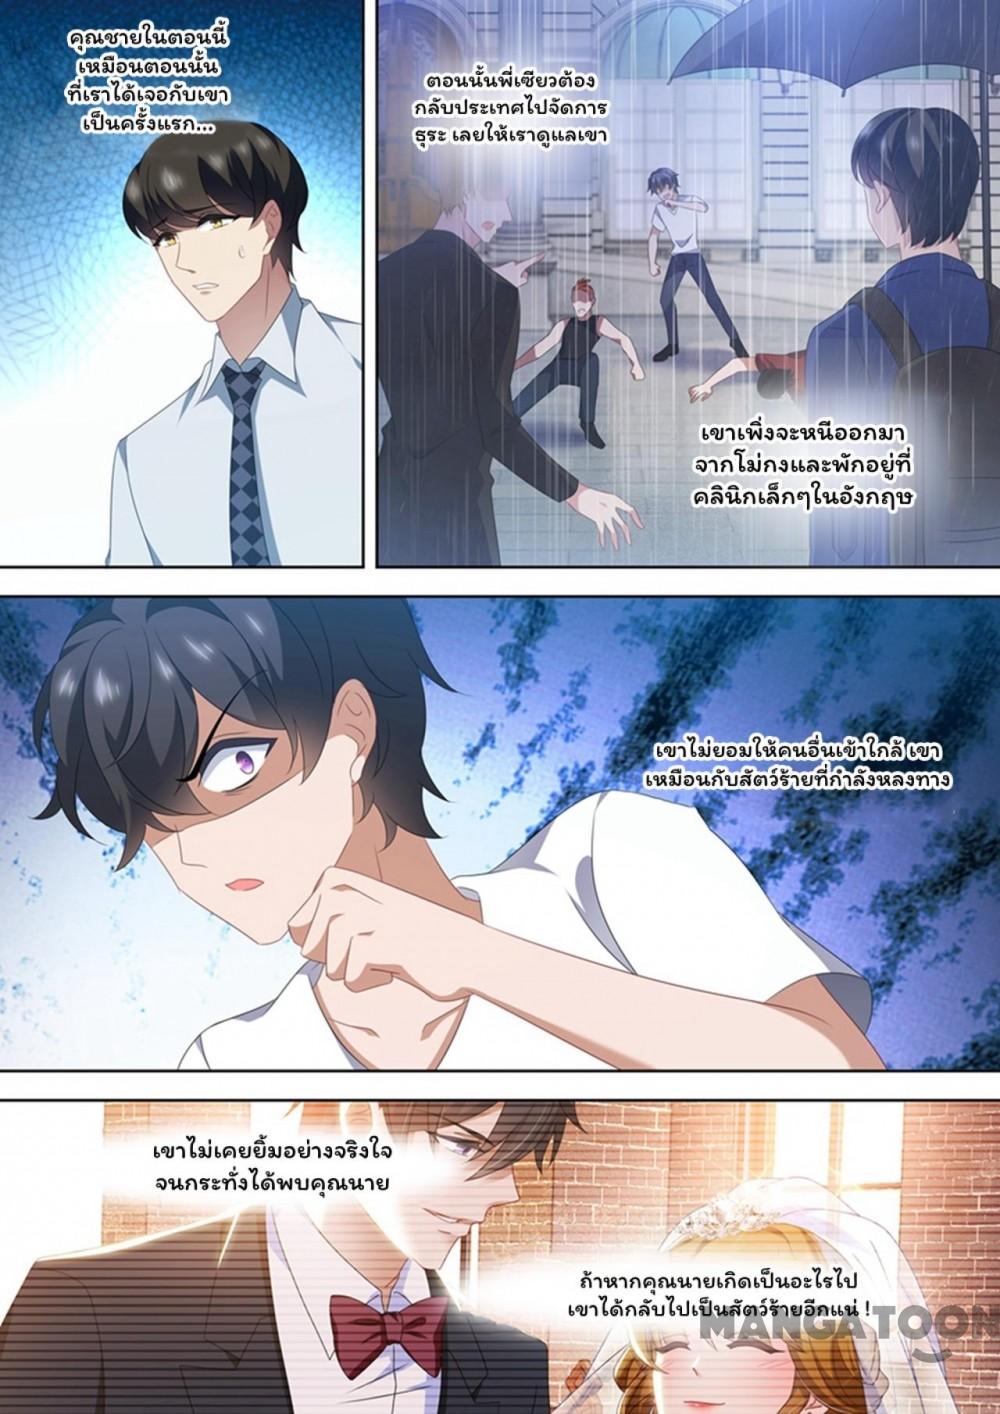 คุณชายในตอนนี้
เหมือนตอนนั้น
ที่เราได้เจอกับเขา
เป็นครั้งแรก...
ตอนนั้นพี่เซียวต้อง
กลับประเทศไปจัดการ
ธุระ เลยให้เราดูแลเขา
เขาเพิ่งจะหนีออกมา
จากโม่กงและพักอยู่ที่
คลินิกเล็กๆในอังกฤษ
เขาไม่ยอมให้คนอื่นเข้าใกล้ เขา
เหมือนกับสัตว์ร้ายที่กำลังหลงทาง
เขาไม่เคยยิ้มอย่างจริงใจ
จนกระทั่งได้พบคุณนาย
ถ้าหากคุณนายเกิดเป็นอะไรไป
เขาได้กลับไปเป็นสัตว์ร้ายอีกแน่ !
MANGATOON